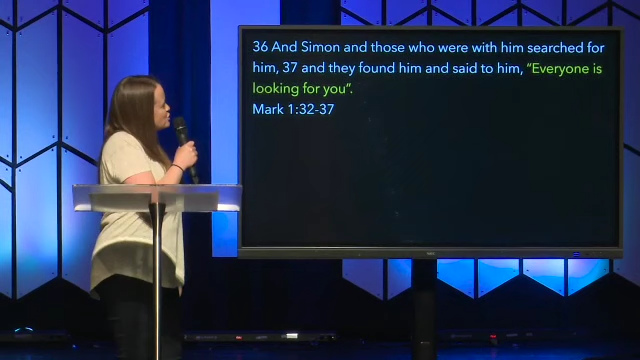 36 And Simon and those who were with him searched for
him, 37 and they found him and said to him, “Everyone is
looking for you”.
Mark 1:32-37